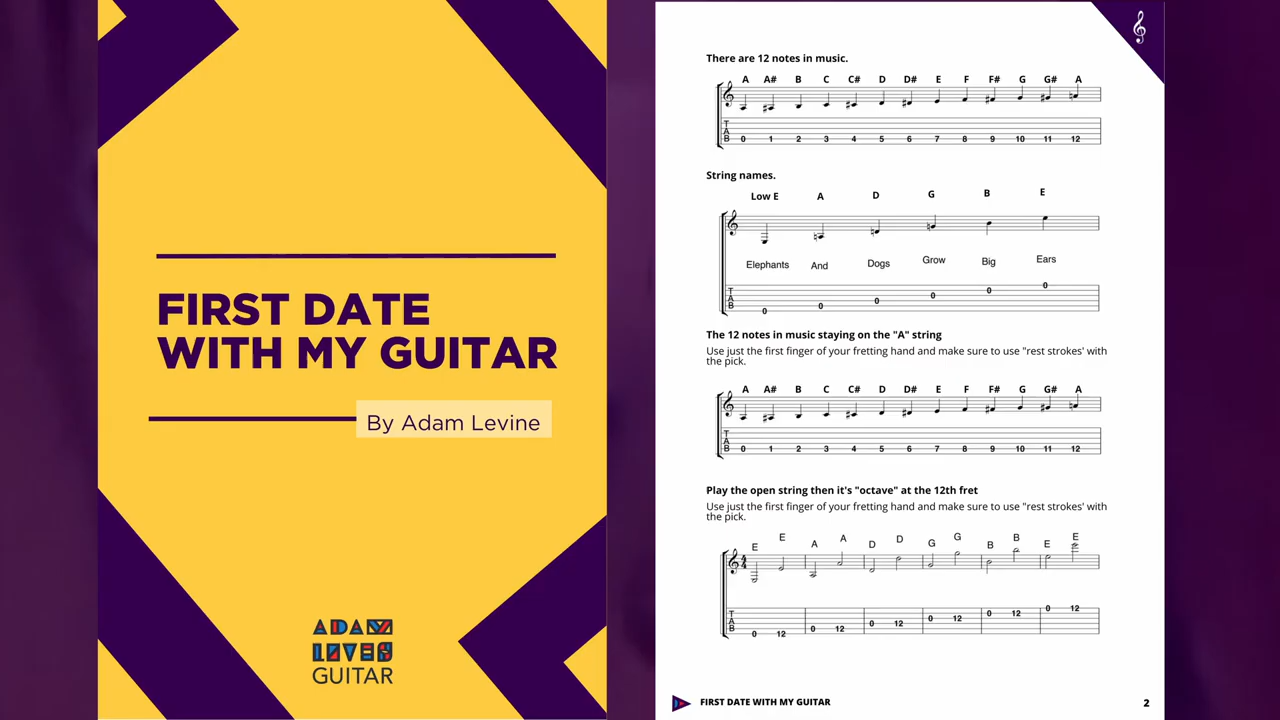 FIRST DATE
WITH MY GUITAR
By Adam Levine
ADAM
LOVES
GUITAR
There are 12 notes in music.
A A# B C C# D D# E F F# G G# A
T
A
B
0 1 2 3 4 5 6 7 8 9 10 11 12
String names.
Low E A D G B E
Elephants And Dogs Grow Big Ears
0 0 0 0 0 0
The 12 notes in music staying on the "A" string
Use just the first finger of your fretting hand and make sure to use "rest strokes' with
the pick.
A A# B C C# D D# E F F# G G# A
T
A
B
0 1 2 3 4 5 6 7 8 9 10 11 12
Play the open string then it's "octave" at the 12th fret
Use just the first finger of your fretting hand and make sure to use "rest strokes' with
the pick.
E E A A D D G G B B E E
4
4
T
A
B
0 12 0 12 0 12 0 12 0 12 0 12
FIRST DATE WITH MY GUITAR
2